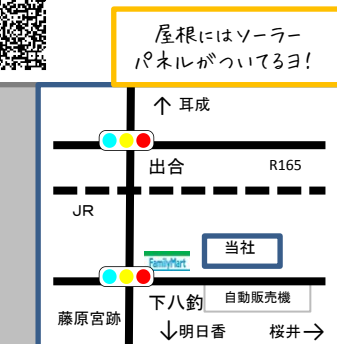 屋根にはソーラー
パネルがついてるヨ!
↑ 耳成
出合 R165
JR
当社
FamilyMart
下八釣 自動販売機
藤原宮跡
↓明日香 桜井→